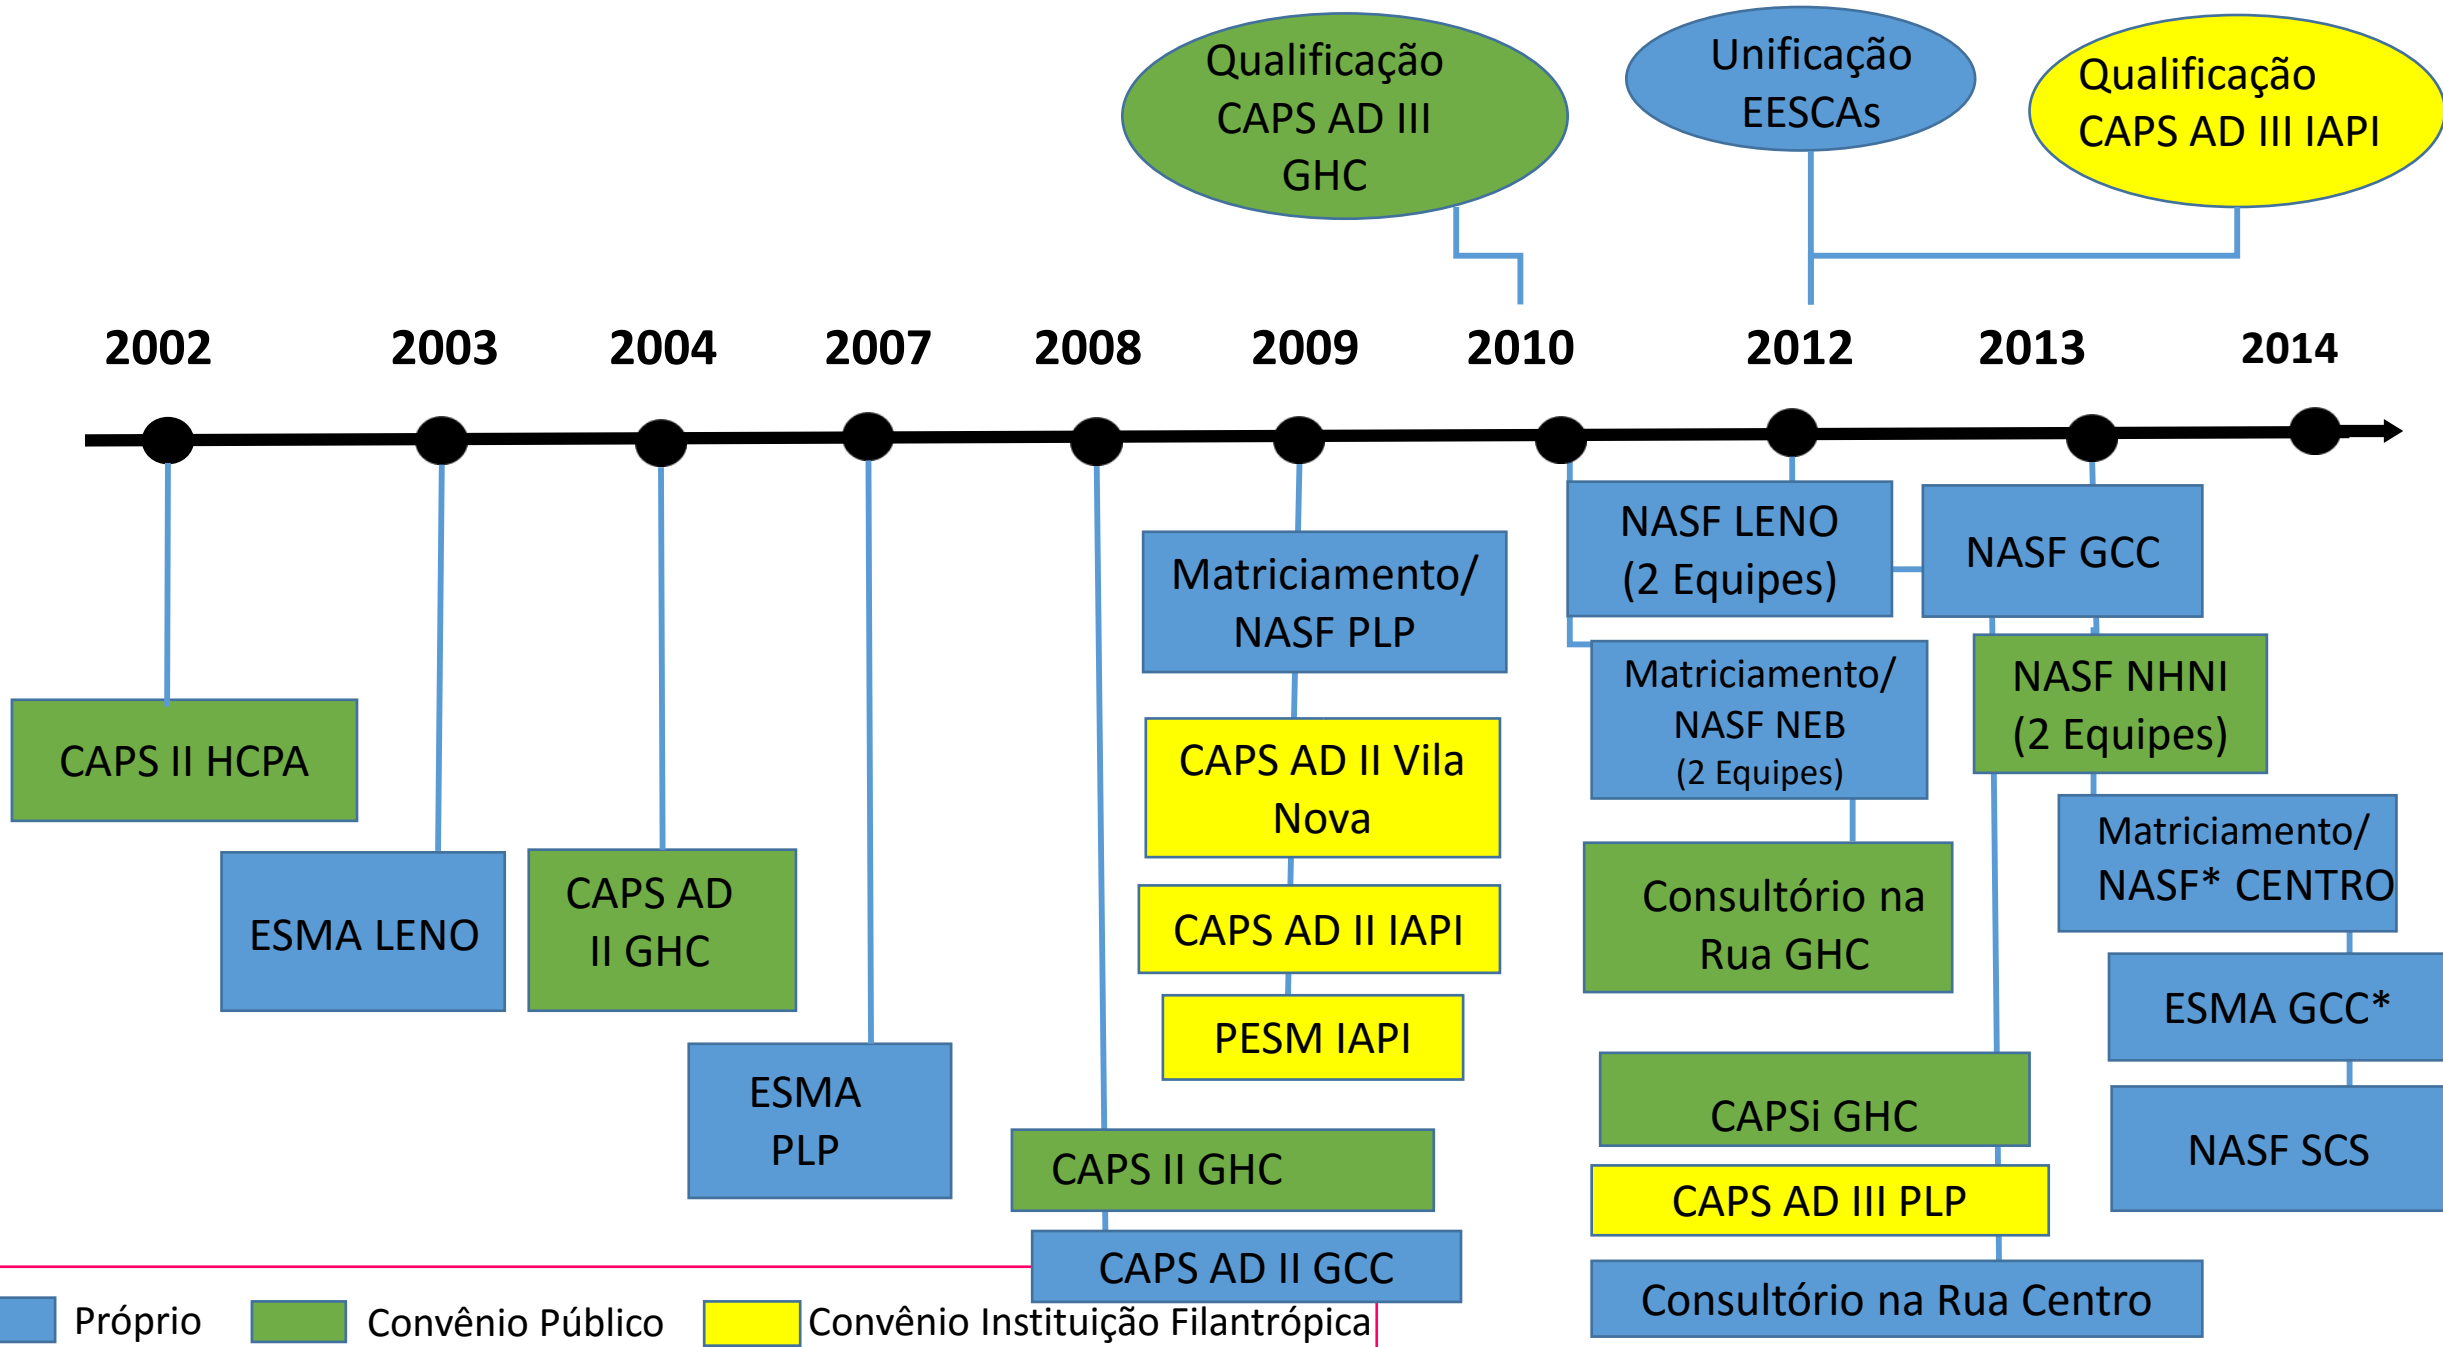 Qualificação
CAPS AD III
GHC
Unificação
EESCAs
Qualificação
CAPS AD III IAPI
2002
2003
2004
2007
2008
2009
2010
2012
2013
2014
CAPS II HCPA
ESMA LENO
CAPS AD
II GHC
ESMA
PLP
CAPS II GHC
CAPS AD II GCC
Matriciamento/
NASF PLP
CAPS AD II Vila
Nova
CAPS AD II IAPI
PESM IAPI
NASF LENO
(2 Equipes)
Matriciamento/
NASF NEB
(2 Equipes)
Consultório na
Rua GHC
CAPSi GHC
CAPS AD III PLP
Consultório na Rua Centro
NASF GCC
NASF NHNI
(2 Equipes)
Matriciamento/
NASF* CENTRO
ESMA GCC*
NASF SCS
Próprio
Convênio Público
Convênio Instituição Filantrópica